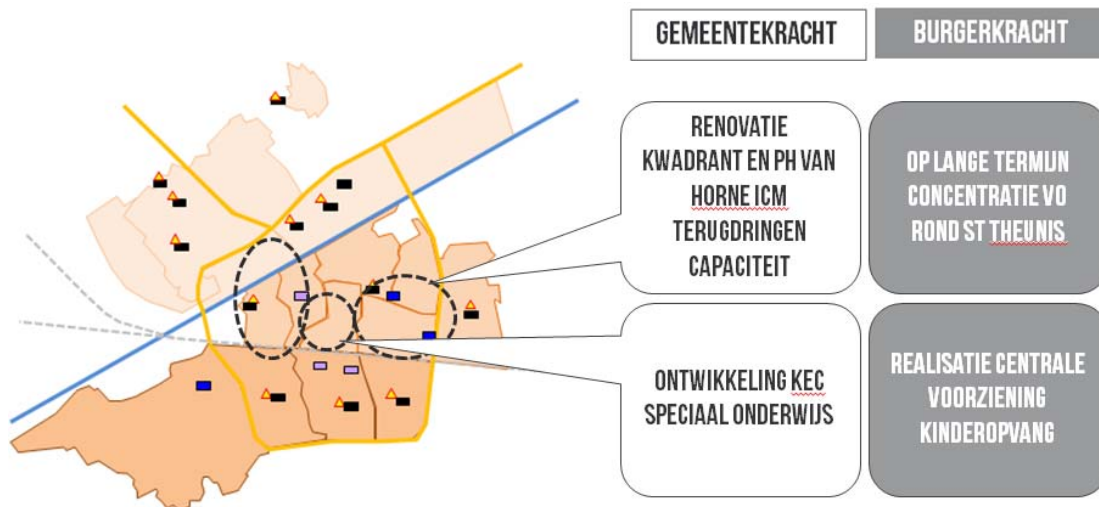 GEMEENTEKRACHT
BURGERKRACHT
RENOVATIE
KWADRANT EN PH VAN
HORNE ICM
TERUGDRINGEN
CAPACITEIT
OP LANGE TERMIJN
CONCENTRATIE VO
ROND ST THEUNIS
ONTWIKKELING KEC
SPECIAAL ONDERWIJS
REALISATIE CENTRALE
VOORZIENING
KINDEROPVANG